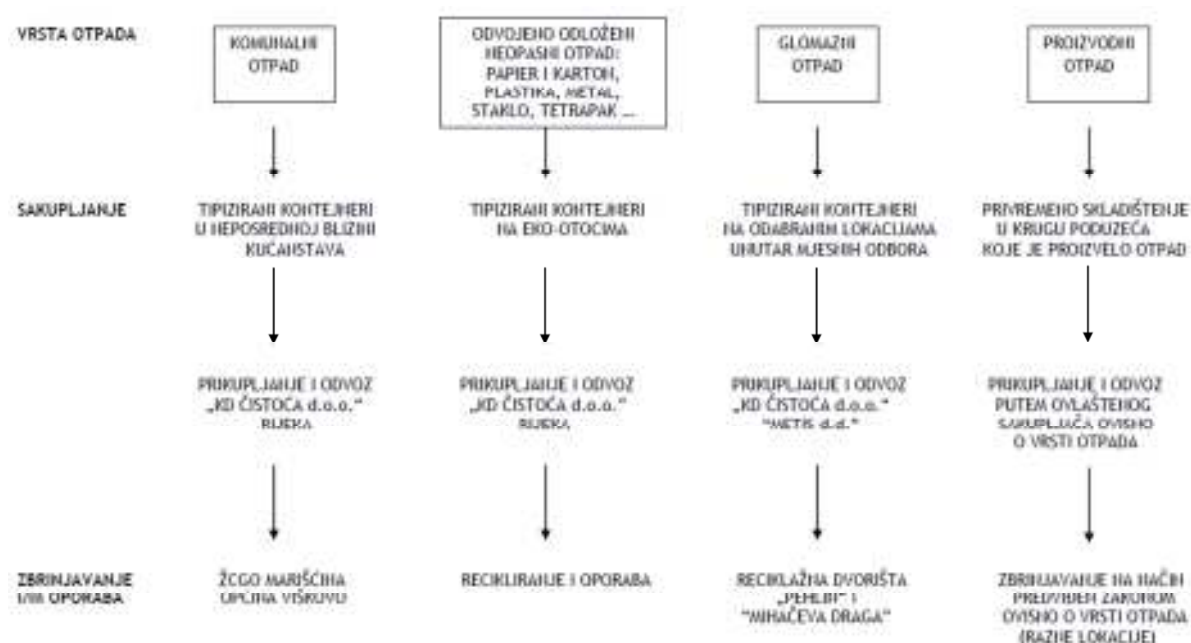 VRSTA OTPADA
KOMUNALNI
OTPAD
ODVOJENO ODLOŽENI
NEOPASNI OTPAD:
PAPIER I KARTON,
PLASTIKA, METAL,
STAKLO, TETRAPAK ...
GLOMAZNI
OTPAD
PROIZVODNI
OTPAD
SAKUPLJANJE
TIPIZIRANI KONTEJNERI
U NEPOSREDNOJ BLIZINI
KUĆANSTAVA
TIPIZIRANI KONTEJNERI
NA EKO-OTOCIMA
TIPIZIRANI KONTEJNERI
NA ODABRANIM LOKACIJAMA
UNUTAR MJESNIH ODBORA
PRIVREMENO SKLADIŠTENJE
U KRUGU PODUZEĆA
KOJE JE PROIZVELO OTPAD
PRIKUPLJANJE I ODVOZ
„KD ČISTOĆA d.o.o.“
RIJEKA
PRIKUPLJANJE I ODVOZ
„KD ČISTOĆA d.o.o.“
RIJEKA
PRIKUPLJANJE I ODVOZ
„KD ČISTOĆA d.o.o.“
“METIS d.d.”
PRIKUPLJANJE I ODVOZ
PUTEM OVLAŠTENOG
SAKUPLJAČA OVISNO
O VRSTI OTPADA
ZBRINJAVANJE
I/ILI OPORABA
ŽCGO MARIŠĆINA
OPĆINA VIŠKOVO
RECIKLIRANJE I OPORABA
RECIKLAŽNA DVORIŠTA
„PEHLIN“ I
“MIHAČEVA DRAGA”
ZBRINJAVANJE NA NAČIN
PREDVIĐEN ZAKONOM
OVISNO O VRSTI OTPADA
(RAZNE LOKACIJE)